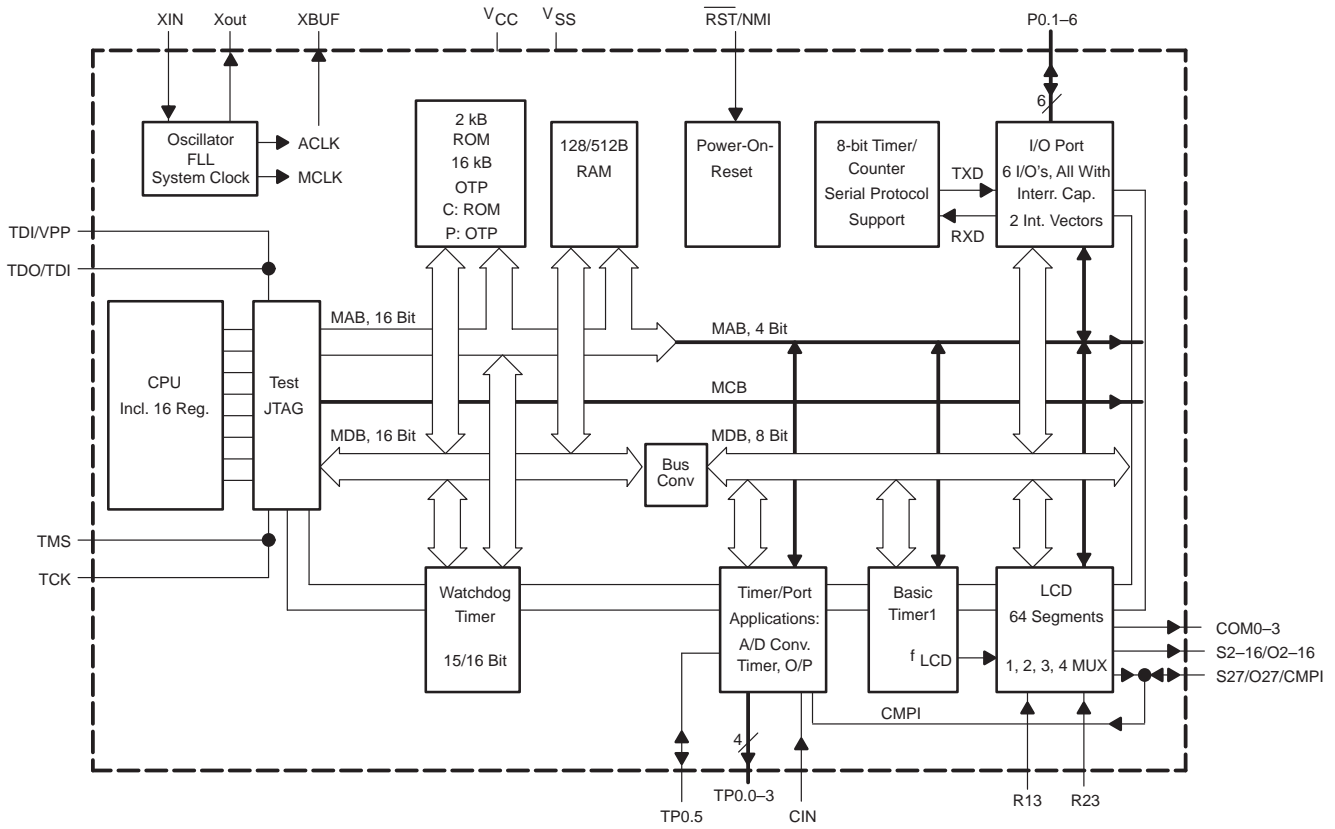 XIN
Xout
XBUF
VCC
VSS
RST/NMI
P0.1–6
6
Oscillator
FLL
System Clock
ACLK
MCLK
2 kB
ROM
16 kB
OTP
C: ROM
P: OTP
128/512B
RAM
Power-On-
Reset
8-bit Timer/
Counter
Serial Protocol
Support
TXD
RXD
I/O Port
6 I/O's, All With
Interr. Cap.
2 Int. Vectors
TDI/VPP
TDO/TDI
MAB, 16 Bit
MAB, 4 Bit
CPU
Incl. 16 Reg.
Test
JTAG
MCB
MDB, 16 Bit
MDB, 8 Bit
Bus
Conv
TMS
TCK
Watchdog
Timer
15/16 Bit
Timer/Port
Applications:
A/D Conv.
Timer, O/P
Basic
Timer1
f LCD
LCD
64 Segments
1, 2, 3, 4 MUX
COM0–3
S2–16/O2–16
S27/O27/CMPI
CMPI
4
TP0.5
TP0.0–3
CIN
R13
R23